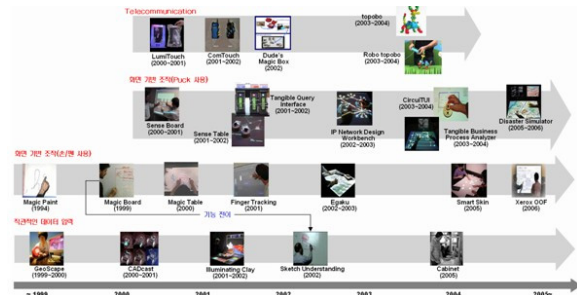 Telecommunication
LumiTouch
(2000~2001)
ComTouch
(2001~2002)
Dude's
Magic Box
(2002)
topobo
(2003~2004)
Robo topobo
(2003~2004)
화면 기반 조작(Puck 사용)
Sense Board
(2000~2001)
Sense Table
(2001~2002)
Tangible Query
Interface
(2001~2002)
IP Network Design
Workbench
(2002~2003)
CircuiTUI
(2003~2004)
Tangible Business
Process Analyzer
(2003~2004)
Disaster Simulator
(2005~2006)
화면 기반 조작(손/펜 사용)
Magic Paint
(1994)
Magic Board
(1999)
Magic Table
(2000)
Finger Tracking
(2001)
Egaku
(2002~2003)
Smart Skin
(2005)
Xerox OOF
(2006)
기능 전이
직관적인 데이터 입력
GeoScape
(1999~2000)
CADcast
(2000~2001)
Illuminating Clay
(2001~2002)
Sketch Understanding
(2002)
Cabinet
(2005)
~ 1999 2000 2001 2002 2003 2004 2005~